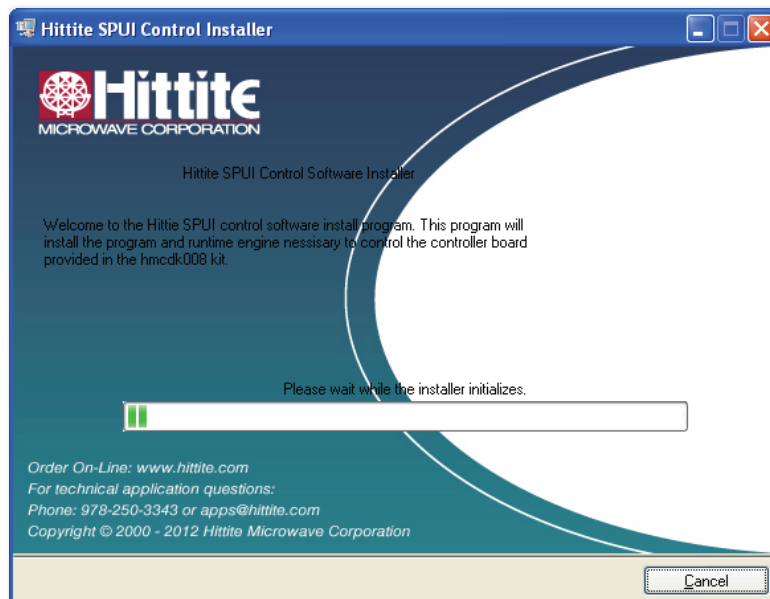 Hittite SPUI Control Installer
Hittite
MICROWAVE CORPORATION
Hittite SPUI Control Software Installer
Welcome to the Hittie SPUI control software install program. This program will
install the program and runtime engine nessisary to control the controller board
provided in the hmcdk008 kit.
Please wait while the installer initializes.
Order On-Line: www.hittite.com
For technical application questions:
Phone: 978-250-3343 or apps@hittite.com
Copyright © 2000 - 2012 Hittite Microwave Corporation
Cancel